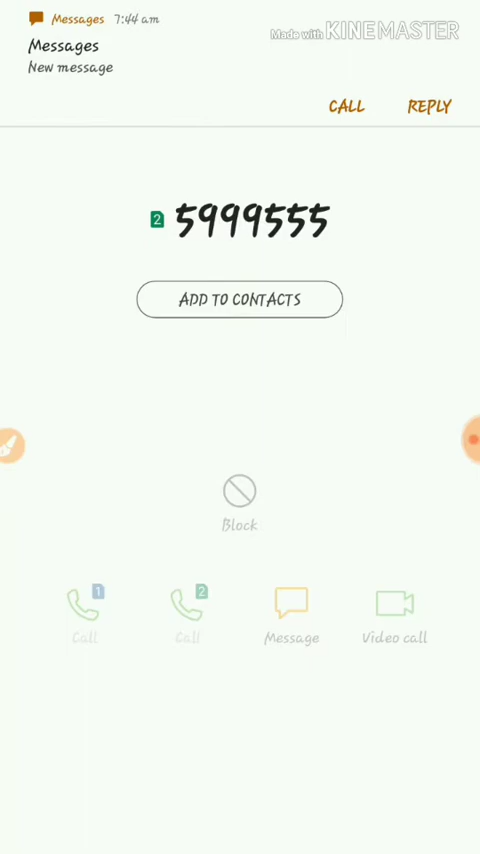 Messages 7:44 am
Made with KINEMASTER
Messages
New message
CALL REPLY
2 5999555
ADD TO CONTACTS
Block
1 2
Call Call Message Video call